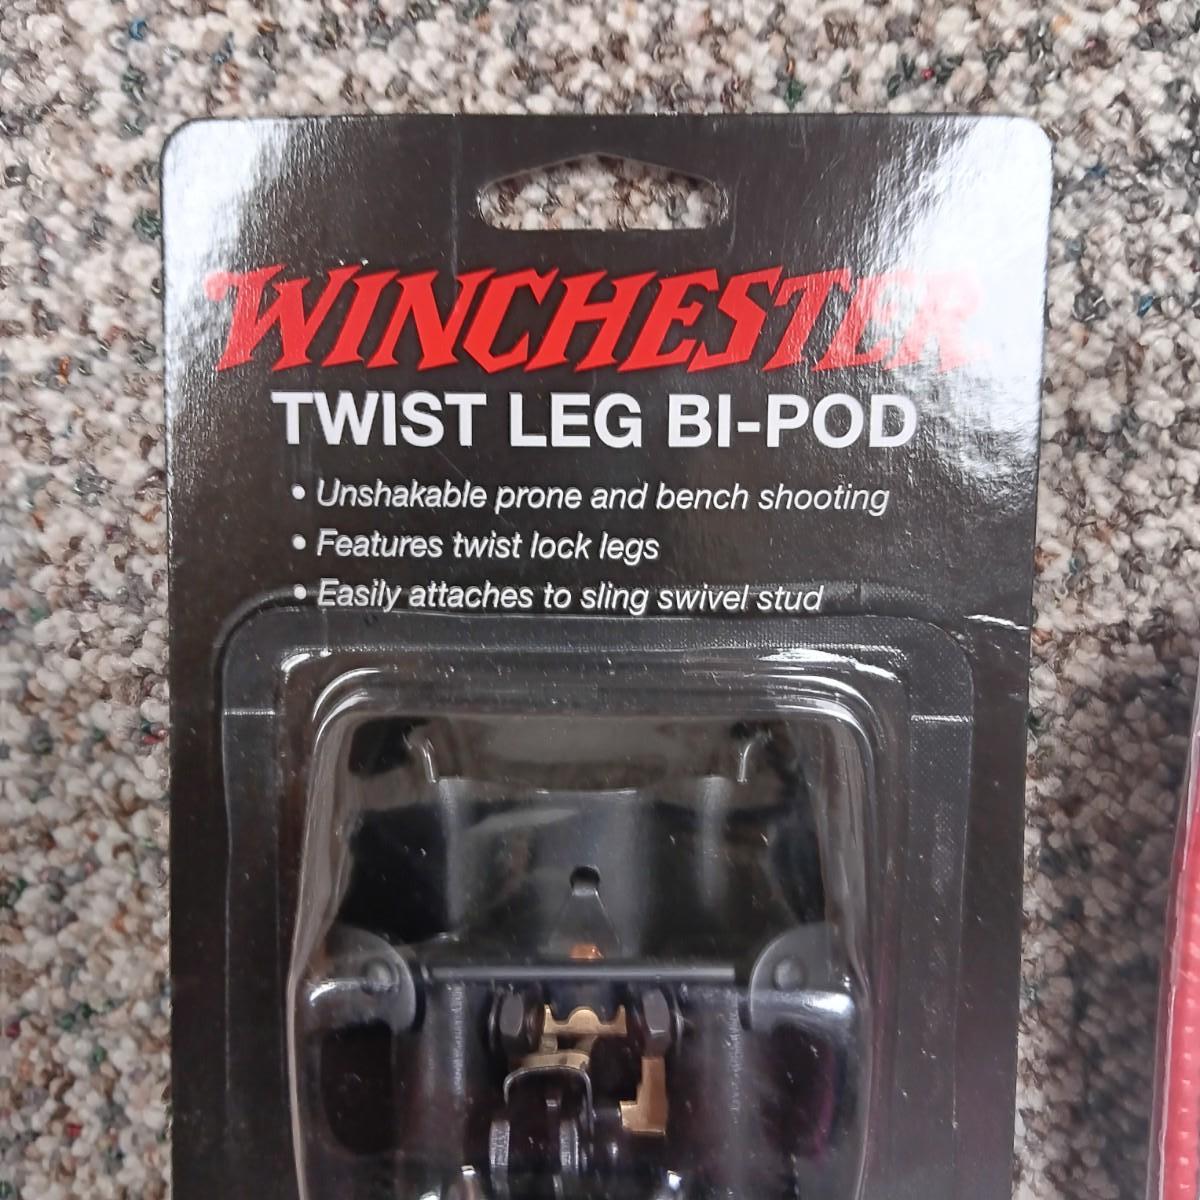 WINCHESTER
TWIST LEG BI-POD
• Unshakable prone and bench shooting
• Features twist lock legs
• Easily attaches to sling swivel stud